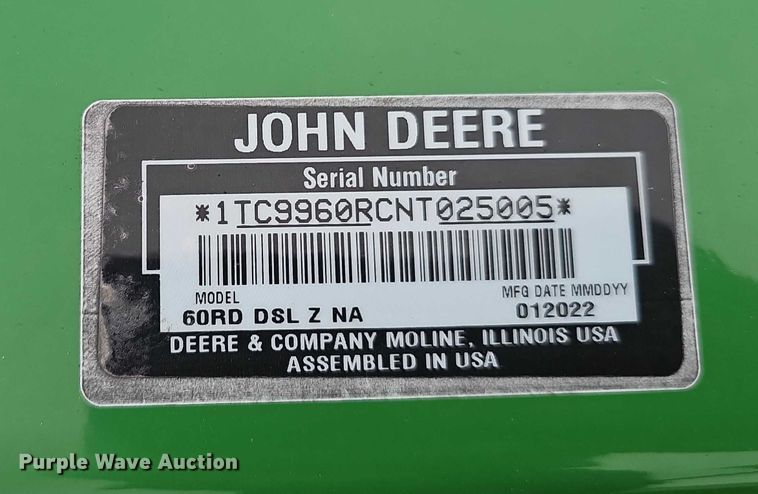 JOHN DEERE
Serial Number
*1TC9960RCNT025005*
MODEL MFG DATE MMDDYY
60RD DSL Z NA 012022
DEERE & COMPANY MOLINE, ILLINOIS USA
ASSEMBLED IN USA
Purple Wave Auction